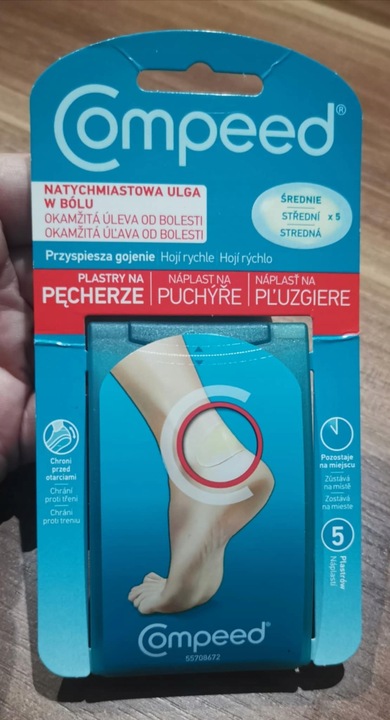 Compeed®
NATYCHMIASTOWA ULGA
W BÓLU
OKAMŽITÁ ÚLEVA OD BOLESTI
OKAMŽITÁ ÚĽAVA OD BOLESTI
ŚREDNIE
STŘEDNÍ x 5
STREDNÁ
Przyspiesza gojenie Hojí rychle Hojí rýchlo
PLASTRY NA
PĘCHERZE
NÁPLAST NA
PUCHÝŘE
NÁPLASŤ NA
PĽUZGIERE
Chroni
przed
otarciami
Chrání
proti tření
Chráni
proti treniu
Pozostaje
na miejscu
Zůstává
na místě
Zostává
na mieste
5
Plastrów
Náplastí
Compeed®
55708672